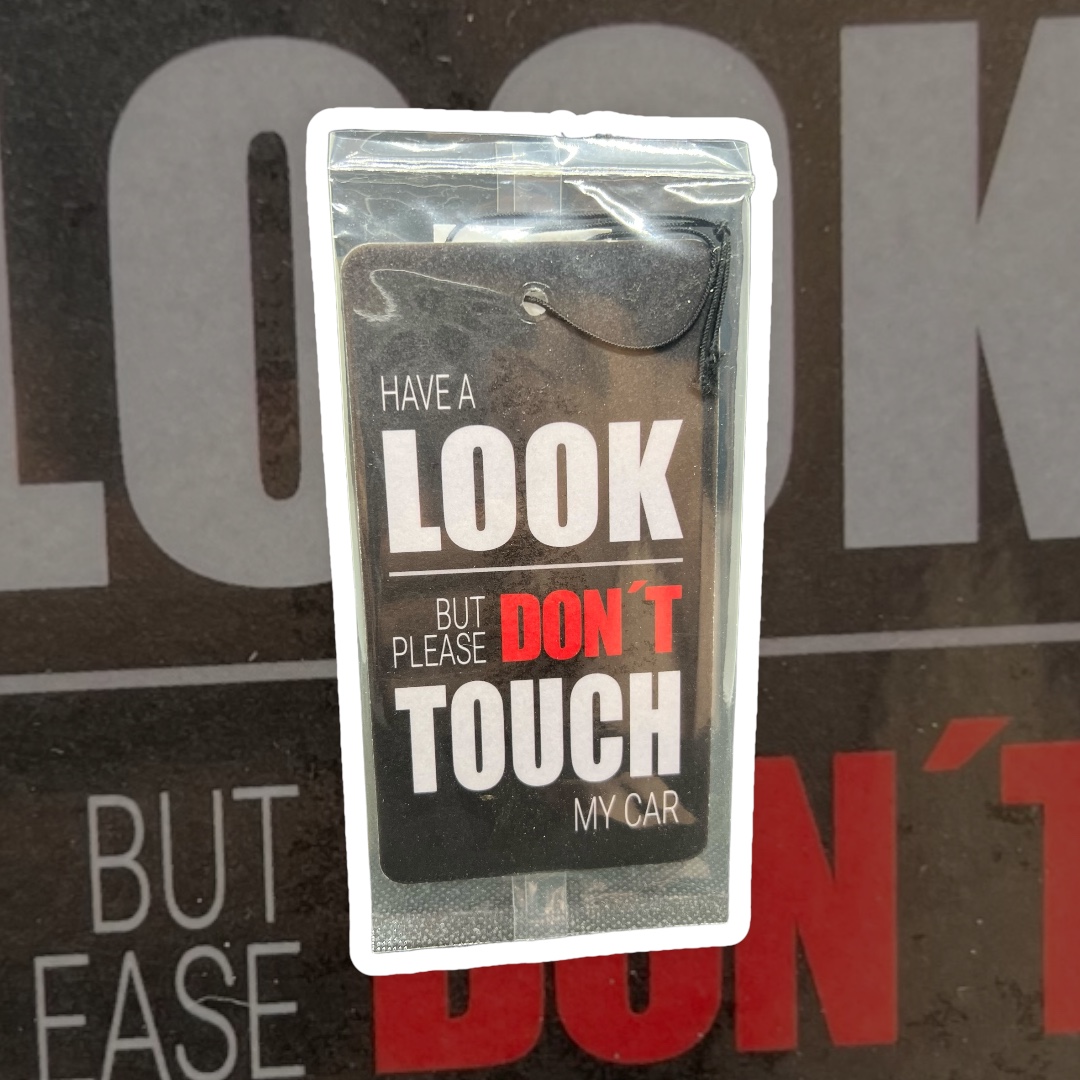 HAVE A
LOOK
BUT
PLEASE DON´T
TOUCH
MY CAR
LOOK
BUT
EASE DON´T